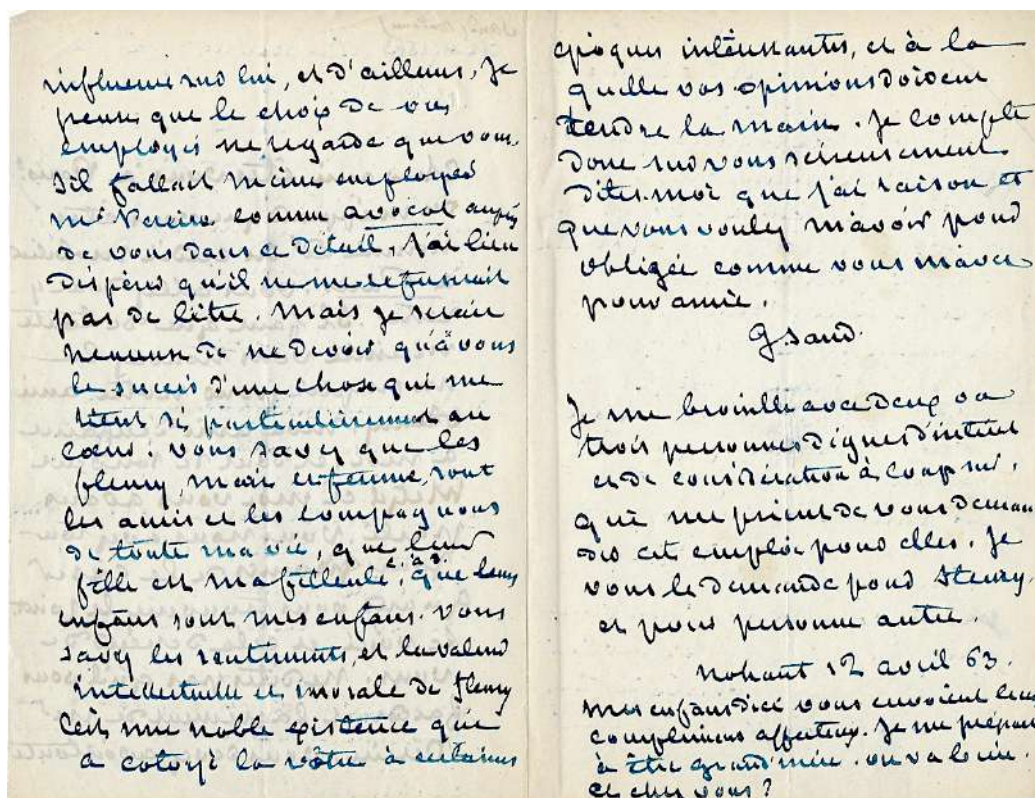 influence sur lui, et d'ailleurs, je
pense que le choix de vos
employés ne regarde que vous.
S'il fallait même employer
Mr Pereire comme avocat auprès
de vous dans ce détail, j'ai lieu
d'espérer qu'il ne me refuserait
pas de l'être. Mais je serais
heureuse de ne devoir qu'à vous
le succès d'une chose qui me
tient si particulièrement au
cœur. Vous savez que les
fleury mari et femme, sont
les amis et les compagnons
de toute ma vie, que leur
fille est ma filleule, que leurs
enfans sont mes enfans. Vous
savez les sentiments, et la valeur
intellectuelle et morale de fleury
c'est une noble existence qui
a cotoyé la vôtre à certaines
époques intéressantes, et à la
quelle vos opinions doivent
tendre la main. Je compte
donc sur vous sérieusement
dites-moi que j'ai raison et
que vous voulez m'avoir pour
obligée comme vous m'avez
pour amie.
G Sand.
Je me brouille avec deux ou
trois personnes dignes d'intérêt
et de considération à coup sûr,
qui me prient de vous deman
der cet emploi pour elles. Je
vous le demande pour fleury.
et pour personne autre.
Nohant 12 avril 63.
Mes enfans d'ici vous envoient leurs
complimens affectueux. Je me prépare
à être grand'mère. on va bien.
et chez vous?